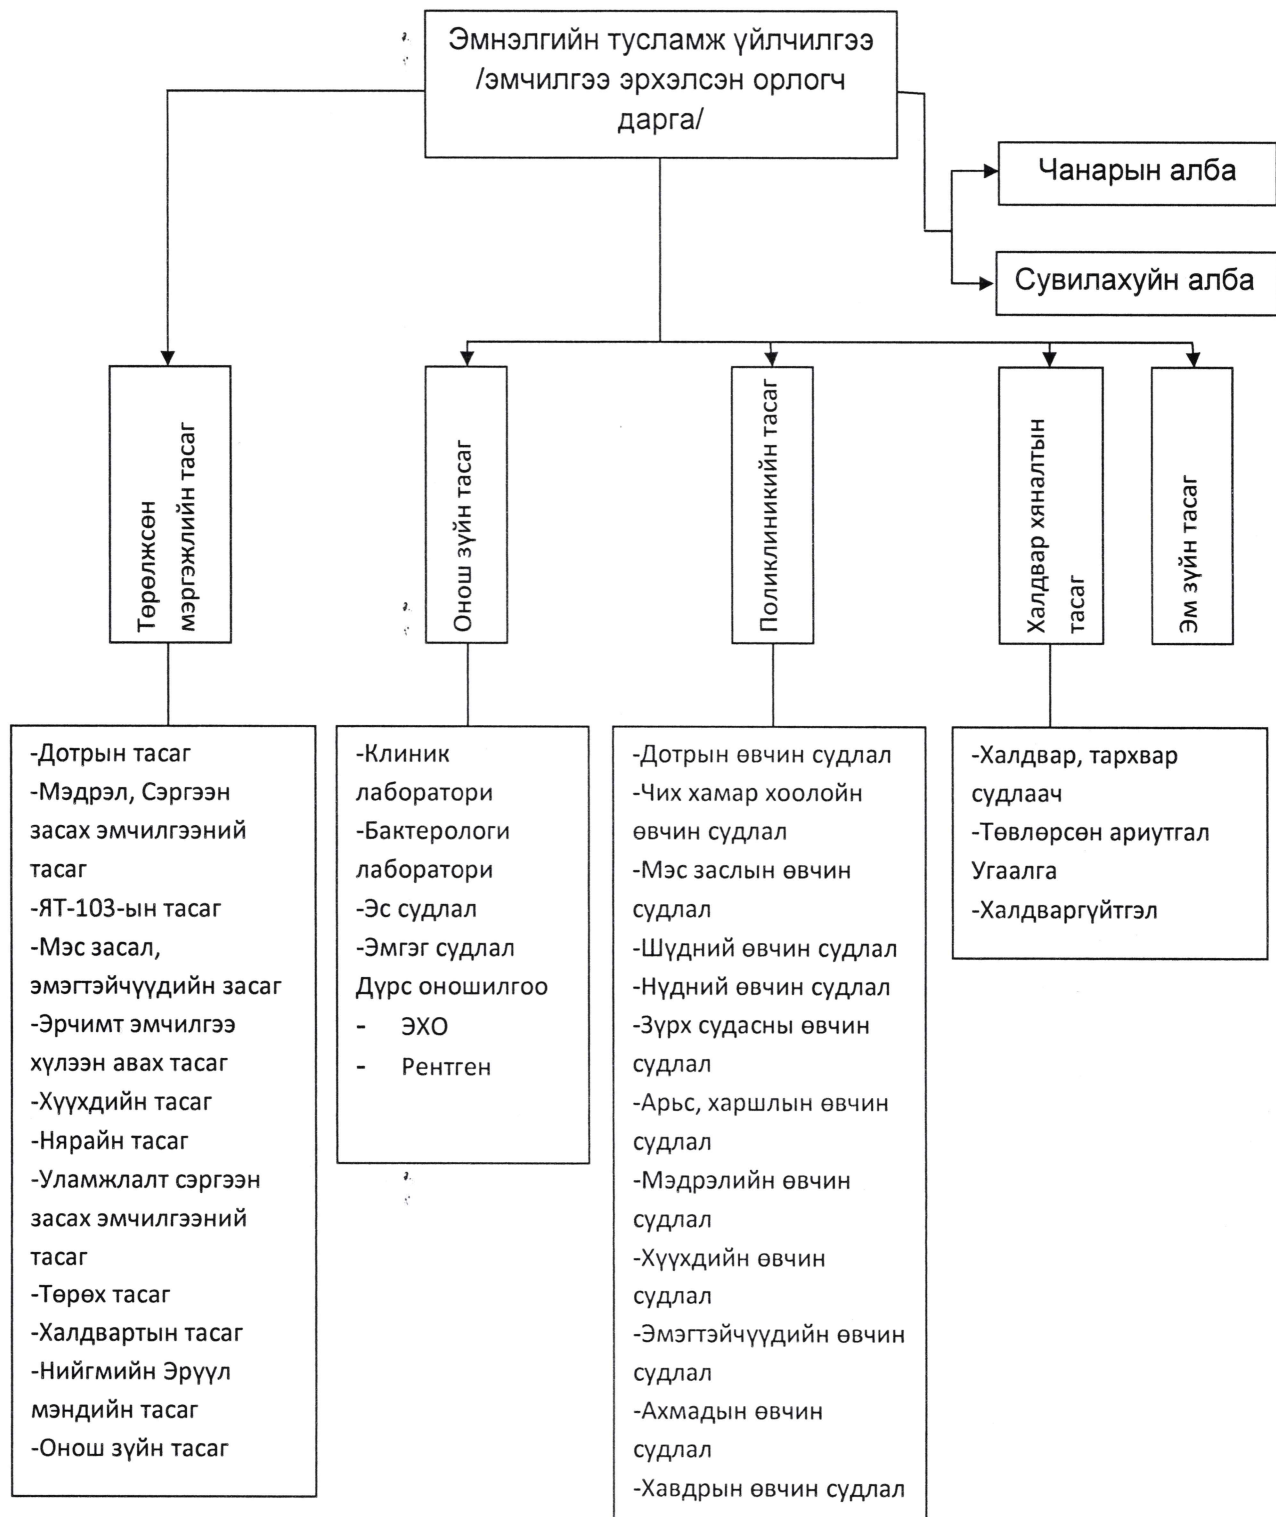 Эмнэлгийн тусламж үйлчилгээ
/эмчилгээ эрхэлсэн орлогч
дарга/
Чанарын алба
Сувилахуйн алба
Төрөлжсөн
мэргэжлийн тасаг
Онош зүйн тасаг
Поликлиникийн тасаг
Халдвар хяналтын
тасаг
Эм зүйн тасаг
-Дотрын тасаг
-Мэдрэл, Сэргээн
засах эмчилгээний
тасаг
-ЯТ-103-ын тасаг
-Мэс засал,
эмэгтэйчүүдийн засаг
-Эрчимт эмчилгээ
хүлээн авах тасаг
-Хүүхдийн тасаг
-Нярайн тасаг
-Уламжлалт сэргээн
засах эмчилгээний
тасаг
-Төрөх тасаг
-Халдвартын тасаг
-Нийгмийн Эрүүл
мэндийн тасаг
-Онош зүйн тасаг
-Клиник
лаборатори
-Бактерологи
лаборатори
-Эс судлал
-Эмгэг судлал
Дүрс оношилгоо
- ЭХО
- Рентген
-Дотрын өвчин судлал
-Чих хамар хоолойн
өвчин судлал
-Мэс заслын өвчин
судлал
-Шүдний өвчин судлал
-Нүдний өвчин судлал
-Зүрх судасны өвчин
судлал
-Арьс, харшлын өвчин
судлал
-Мэдрэлийн өвчин
судлал
-Хүүхдийн өвчин
судлал
-Эмэгтэйчүүдийн өвчин
судлал
-Ахмадын өвчин
судлал
-Хавдрын өвчин судлал
-Халдвар, тархвар
судлаач
-Төвлөрсөн ариутгал
Угаалга
-Халдваргүйтгэл